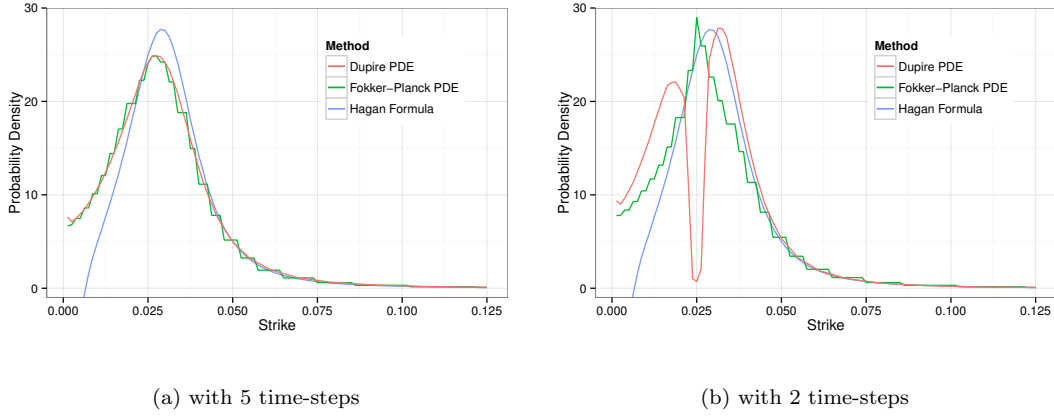 30
20
10
0
Probability Density
0.000
0.025
0.050
0.075
0.100
0.125
Strike
Method
Dupire PDE
Fokker−Planck PDE
Hagan Formula
(a) with 5 time-steps
30
20
10
0
Probability Density
0.000
0.025
0.050
0.075
0.100
0.125
Strike
Method
Dupire PDE
Fokker−Planck PDE
Hagan Formula
(b) with 2 time-steps